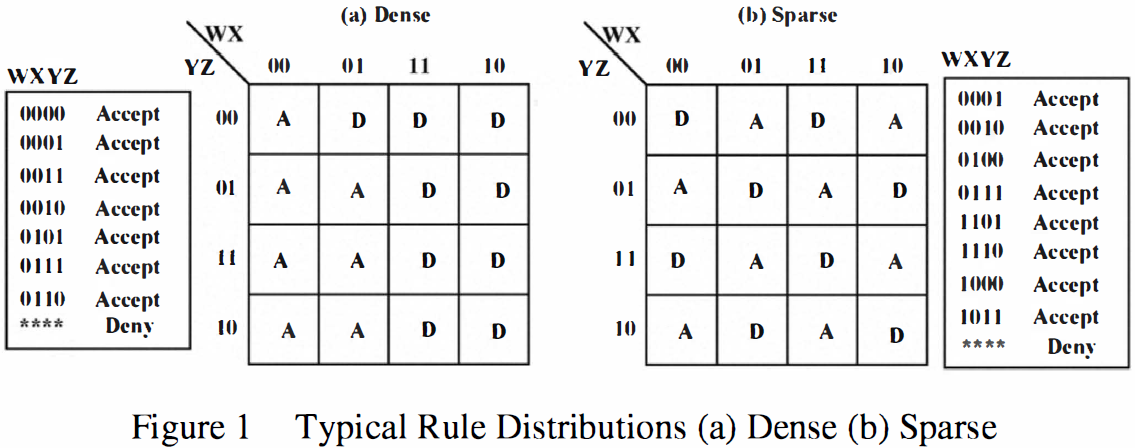 (a) Dense
(b) Sparse
WX
YZ 00 01 11 10
WXYZ
0000 Accept
0001 Accept
0011 Accept
0010 Accept
0101 Accept
0111 Accept
0110 Accept
**** Deny
00 A D D D
01 A A D D
11 A A D D
10 A A D D
WX
YZ 00 01 11 10
00 D A D A
01 A D A D
11 D A D A
10 A D A D
WXYZ
0001 Accept
0010 Accept
0100 Accept
0111 Accept
1101 Accept
1110 Accept
1000 Accept
1011 Accept
**** Deny
Figure 1 Typical Rule Distributions (a) Dense (b) Sparse